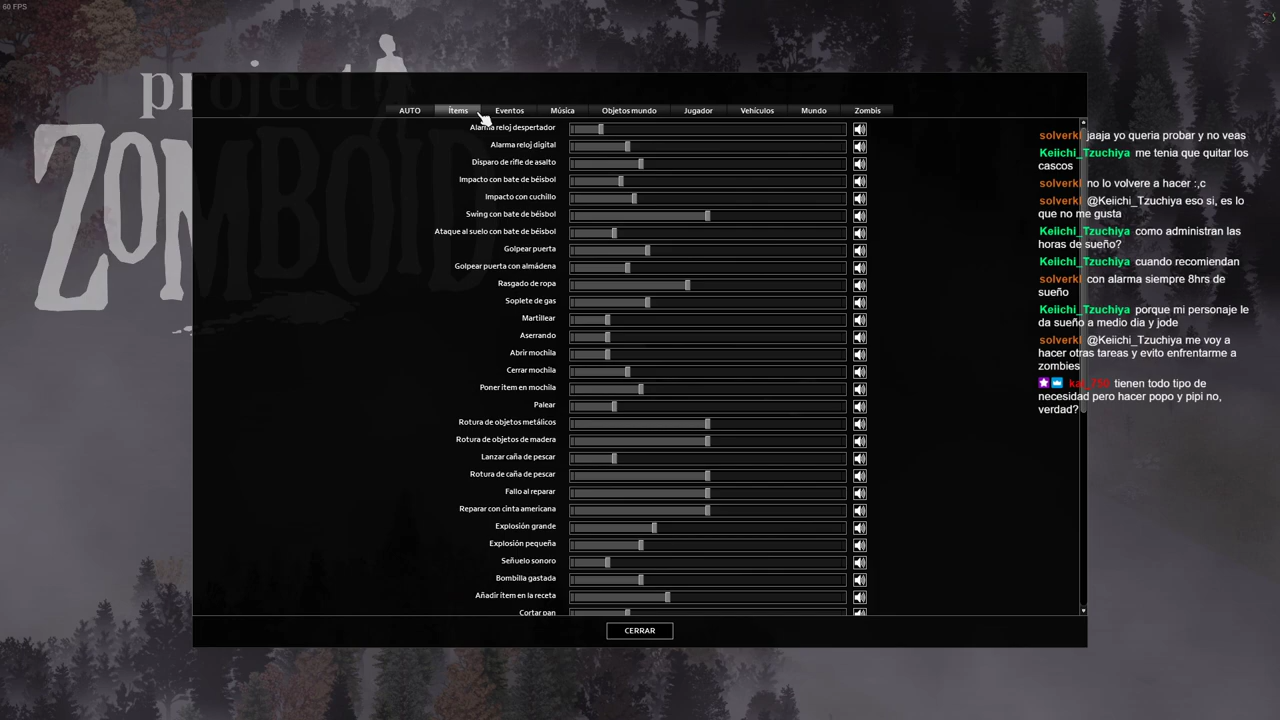 60 FPS
project
ZOMBOID
AUTO Ítems Eventos Música Objetos mundo Jugador Vehículos Mundo Zombis
Alarma reloj despertador
Alarma reloj digital
Disparo de rifle de asalto
Impacto con bate de béisbol
Impacto con cuchillo
Swing con bate de béisbol
Ataque al suelo con bate de béisbol
Golpear puerta
Golpear puerta con almádena
Rasgado de ropa
Soplete de gas
Martillear
Aserrando
Abrir mochila
Cerrar mochila
Poner ítem en mochila
Palear
Rotura de objetos metálicos
Rotura de objetos de madera
Lanzar caña de pescar
Rotura de caña de pescar
Fallo al reparar
Reparar con cinta americana
Explosión grande
Explosión pequeña
Señuelo sonoro
Bombilla gastada
Añadir ítem en la receta
Cortar pan
CERRAR
solverkl jaaja yo queria probar y no veas
Keiichi_Tzuchiya me tenia que quitar los
cascos
solverkl no lo volvere a hacer :,c
solverkl @Keiichi_Tzuchiya eso si, es lo
que no me gusta
Keiichi_Tzuchiya como administran las
horas de sueño?
Keiichi_Tzuchiya cuando recomiendan
solverkl con alarma siempre 8hrs de
sueño
Keiichi_Tzuchiya porque mi personaje le
da sueño a medio dia y jode
solverkl @Keiichi_Tzuchiya me voy a
hacer otras tareas y evito enfrentarme a
zombies
tienen todo tipo de
necesidad pero hacer popo y pipi no,
verdad?